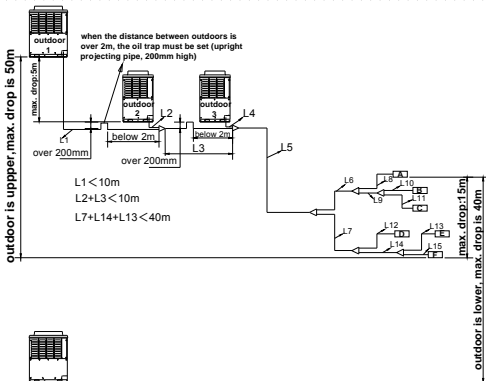 when the distance between outdoors is
over 2m, the oil trap must be set (upright
projecting pipe, 200mm high)
outdoor
1
outdoor is uppper,max. drop is 50m
max. drop:5m
outdoor
2
outdoor
3
L1
L2
L4
below 2m
below 2m
L3
over 200mm
over 200mm
L5
L1<10m
L2+L3<10m
L7+L14+L13<40m
L6
L8
A
L10
B
L9
L11
C
L7
L12
D
L13
E
L14
L15
F
max. drop:15m
outdoor is lower, max. drop is 40m